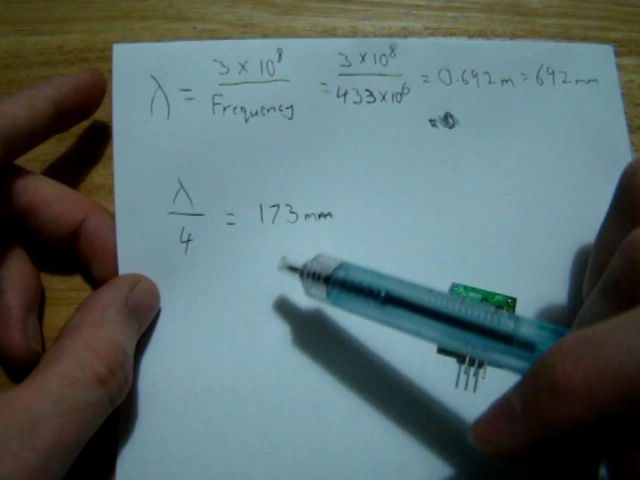 λ = 3 × 10⁸ / Frequency = 3 × 10⁸ / 433 × 10⁶ = 0.692 m = 692 mm
λ / 4 = 173 mm